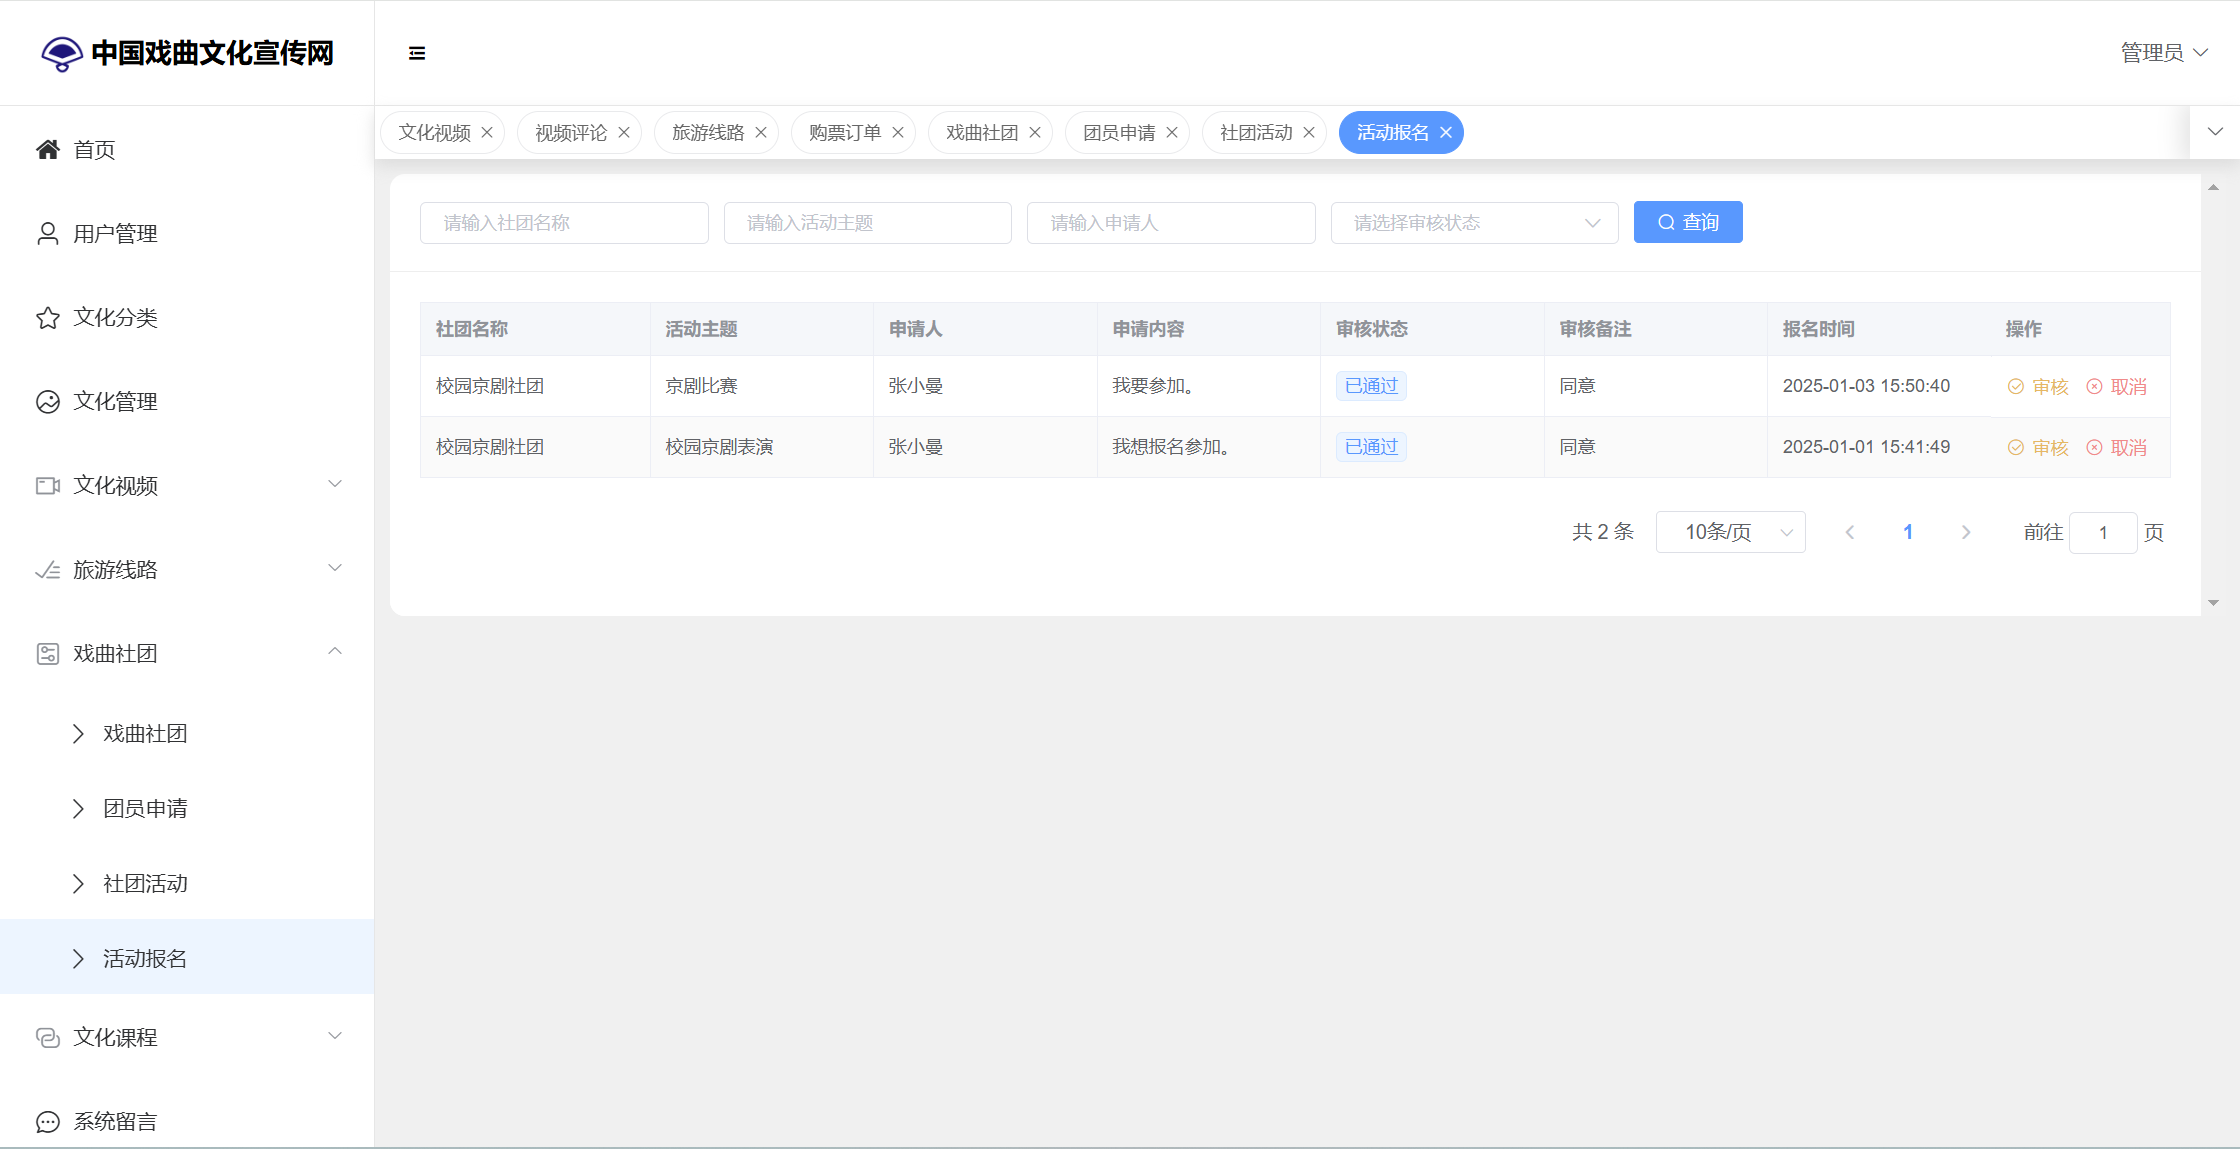 中国戏曲文化宣传网
管理员
首页
用户管理
文化分类
文化管理
文化视频
旅游线路
戏曲社团
戏曲社团
团员申请
社团活动
活动报名
文化课程
系统留言
文化视频 视频评论 旅游线路 购票订单 戏曲社团 团员申请 社团活动 活动报名
请输入社团名称 请输入活动主题 请输入申请人 请选择审核状态 查询
社团名称 活动主题 申请人 申请内容 审核状态 审核备注 报名时间 操作
校园京剧社团 京剧比赛 张小曼 我要参加。 已通过 同意 2025-01-03 15:50:40 审核 取消
校园京剧社团 校园京剧表演 张小曼 我想报名参加。 已通过 同意 2025-01-01 15:41:49 审核 取消
共 2 条 10条/页 1 前往 1 页